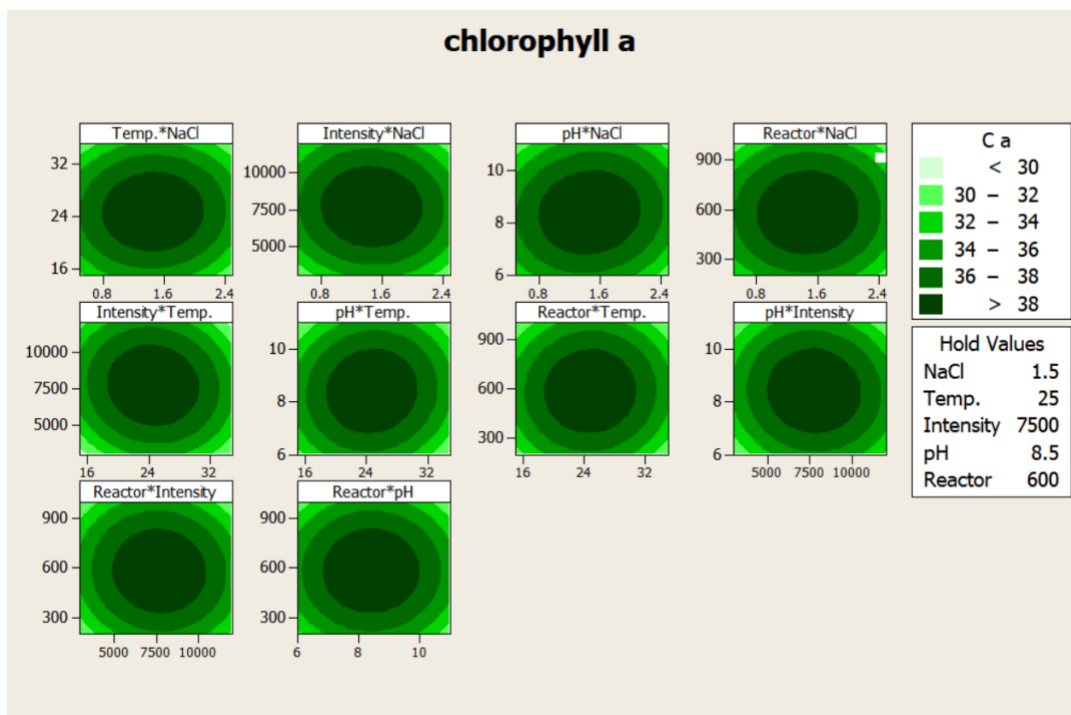 chlorophyll a
Temp.*NaCl
32
24
16
0.8 1.6 2.4
Intensity*NaCl
10000
7500
5000
0.8 1.6 2.4
pH*NaCl
10
8
6
0.8 1.6 2.4
Reactor*NaCl
900
600
300
0.8 1.6 2.4
Intensity*Temp.
10000
7500
5000
16 24 32
pH*Temp.
10
8
6
16 24 32
Reactor*Temp.
900
600
300
16 24 32
pH*Intensity
10
8
6
5000 7500 10000
Reactor*Intensity
900
600
300
5000 7500 10000
Reactor*pH
900
600
300
6 8 10
C a
< 30
30 – 32
32 – 34
34 – 36
36 – 38
> 38
Hold Values
NaCl 1.5
Temp. 25
Intensity 7500
pH 8.5
Reactor 600